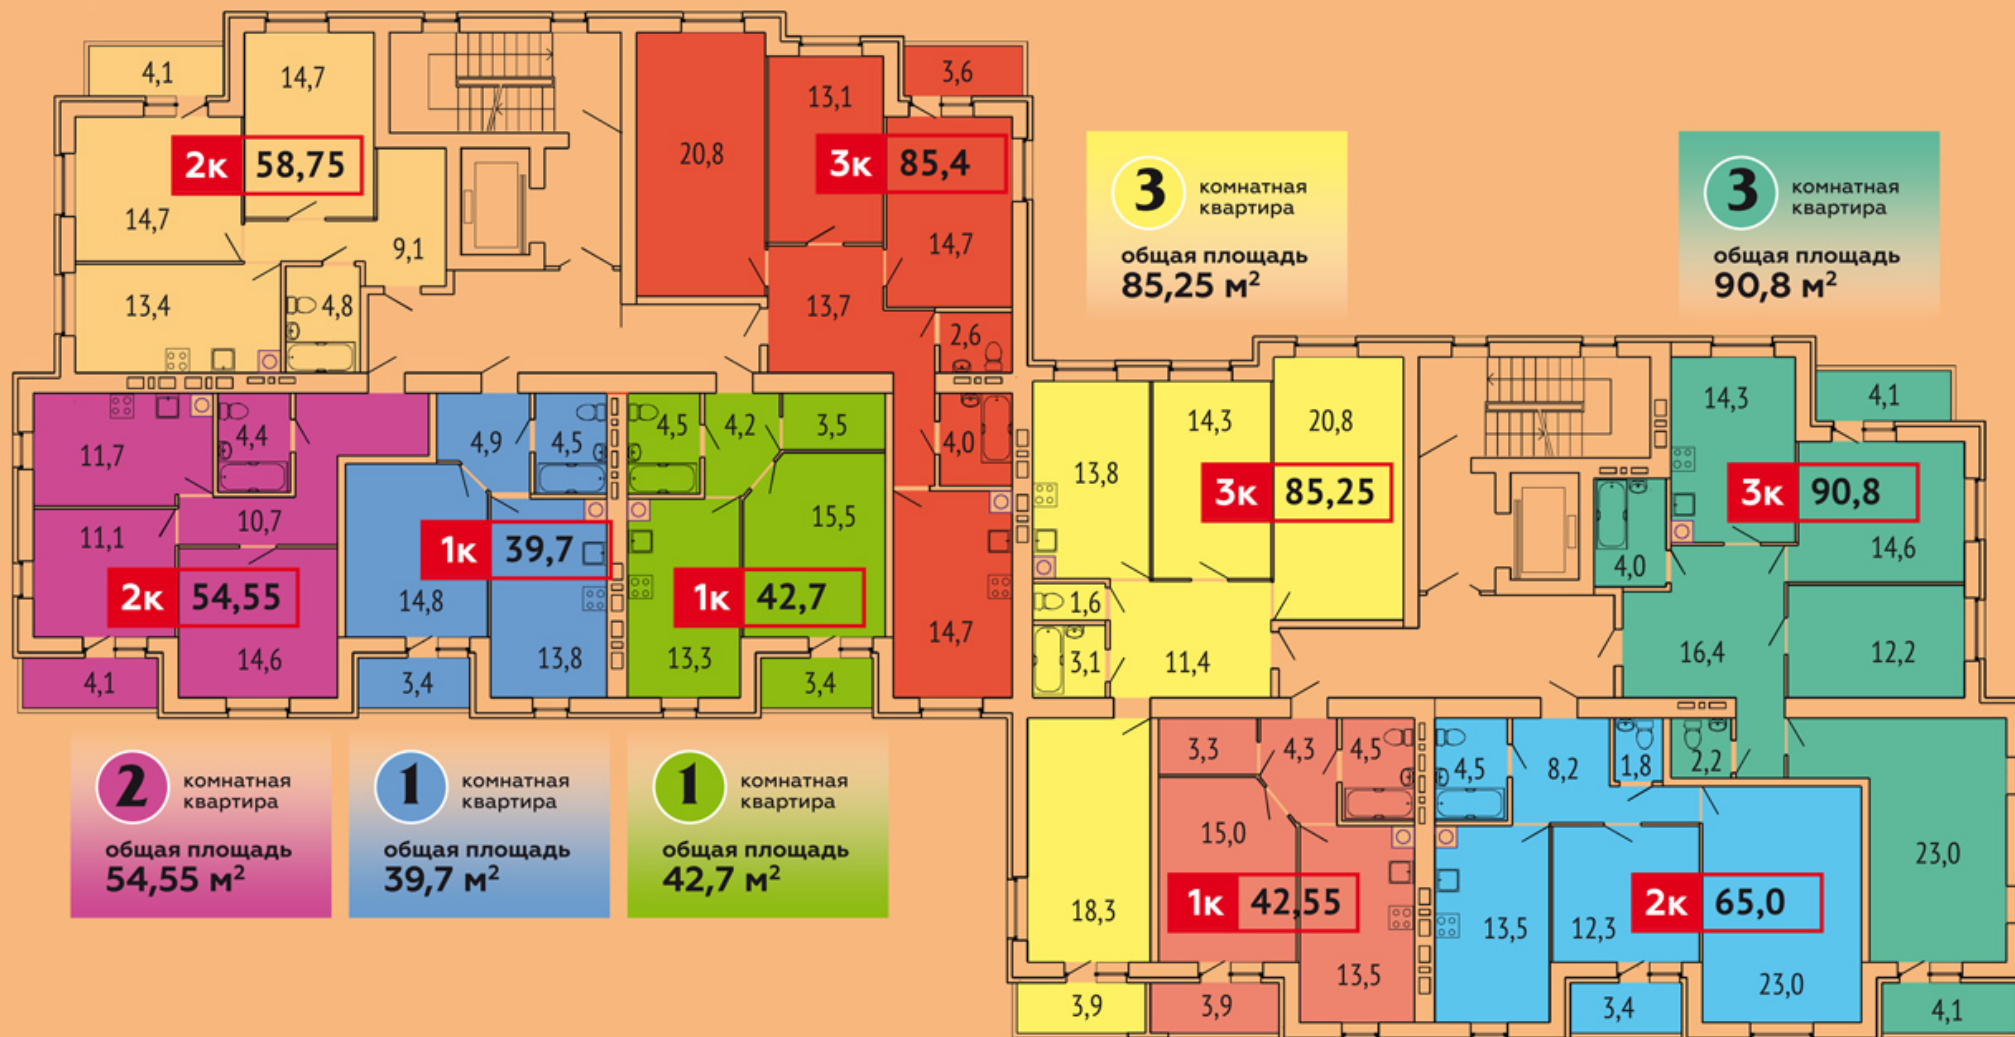 4,1
14,7
2к 58,75
14,7
9,1
13,4
4,8
20,8
13,1
3,6
3к 85,4
14,7
13,7
2,6
4,0
14,7
11,7
4,4
10,7
11,1
2к 54,55
14,6
4,1
4,9
4,5
1к 39,7
14,8
13,8
3,4
4,5
4,2
3,5
15,5
1к 42,7
13,3
3,4
3
комнатная
квартира
общая площадь
85,25 м²
3
комнатная
квартира
общая площадь
90,8 м²
13,8
14,3
20,8
3к 85,25
1,6
3,1
11,4
18,3
3,9
14,3
4,1
3к 90,8
14,6
4,0
16,4
12,2
2,2
23,0
4,1
3,3
4,3
4,5
15,0
1к 42,55
13,5
3,9
4,5
8,2
1,8
2к 65,0
13,5
12,3
23,0
3,4
2
комнатная
квартира
общая площадь
54,55 м²
1
комнатная
квартира
общая площадь
39,7 м²
1
комнатная
квартира
общая площадь
42,7 м²